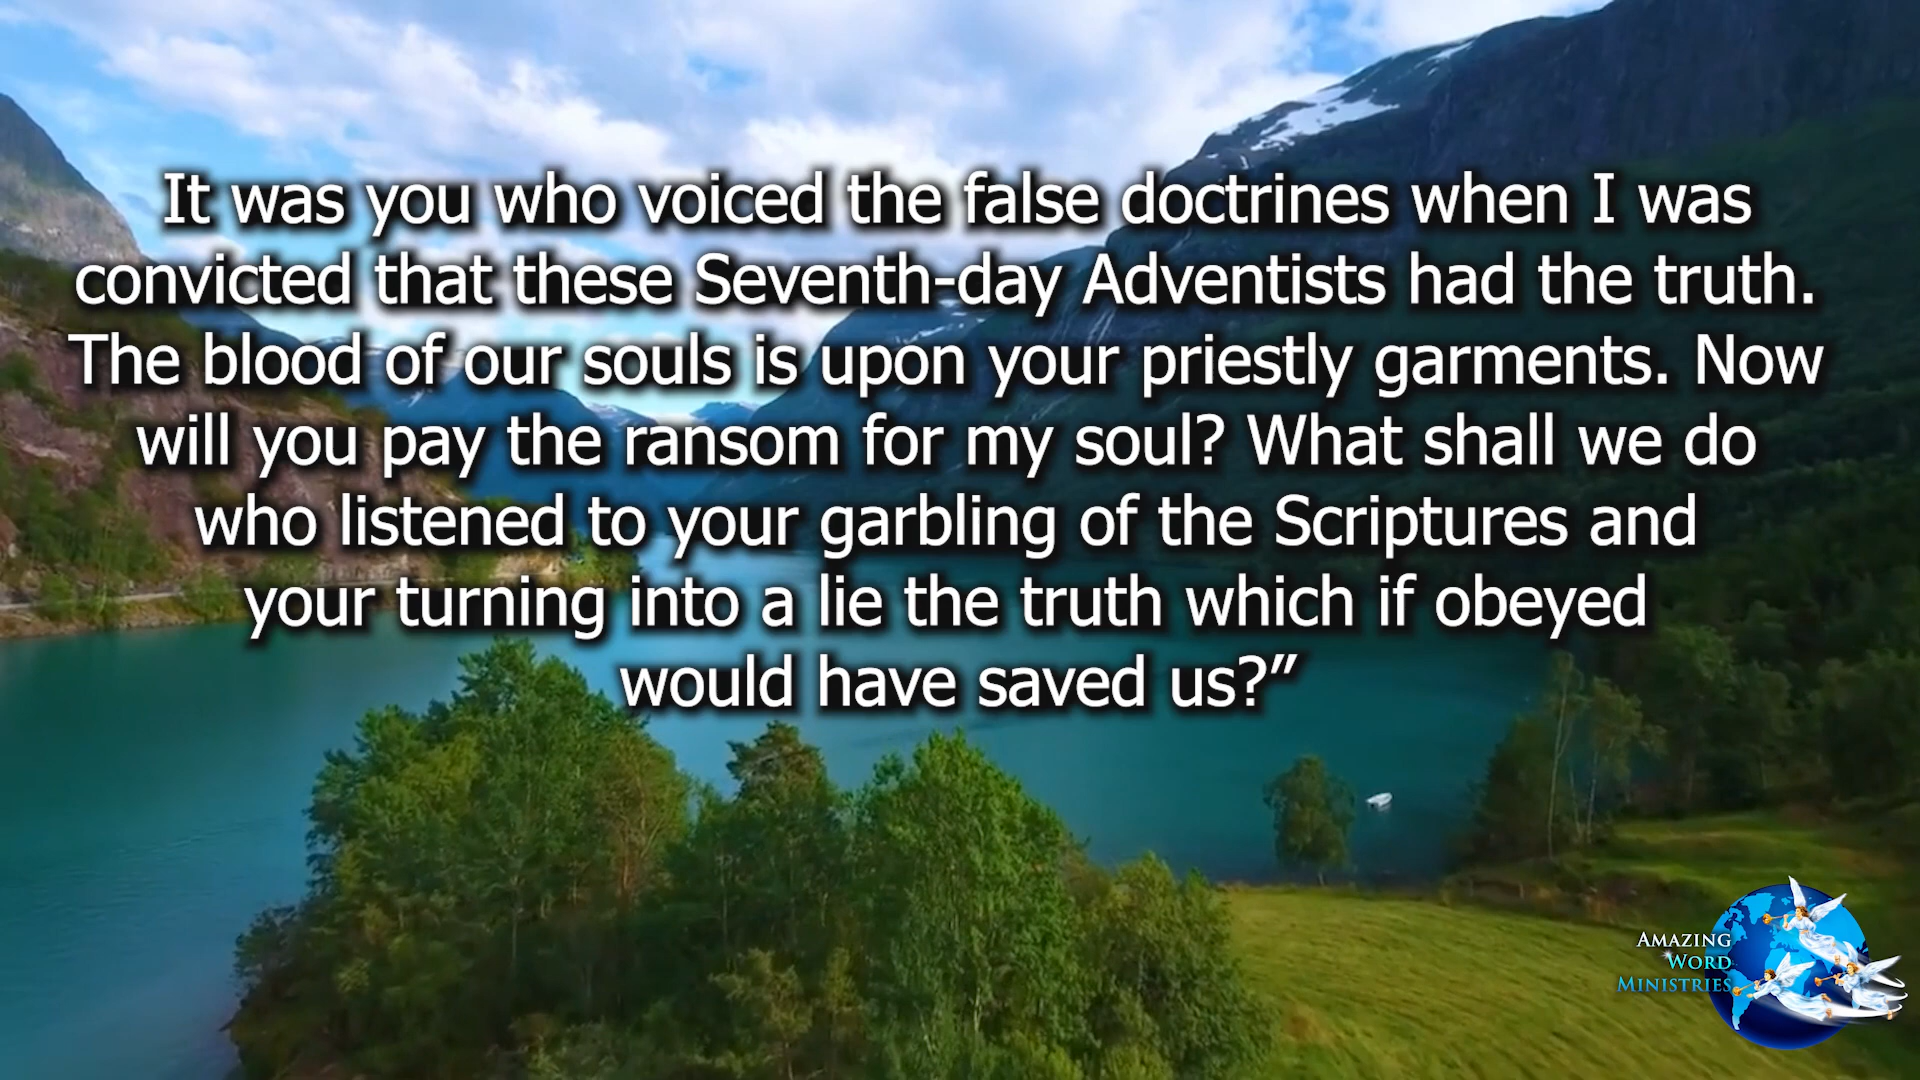 It was you who voiced the false doctrines when I was
convicted that these Seventh-day Adventists had the truth.
The blood of our souls is upon your priestly garments. Now
will you pay the ransom for my soul? What shall we do
who listened to your garbling of the Scriptures and
your turning into a lie the truth which if obeyed
would have saved us?”
AMAZING
WORD
MINISTRIES